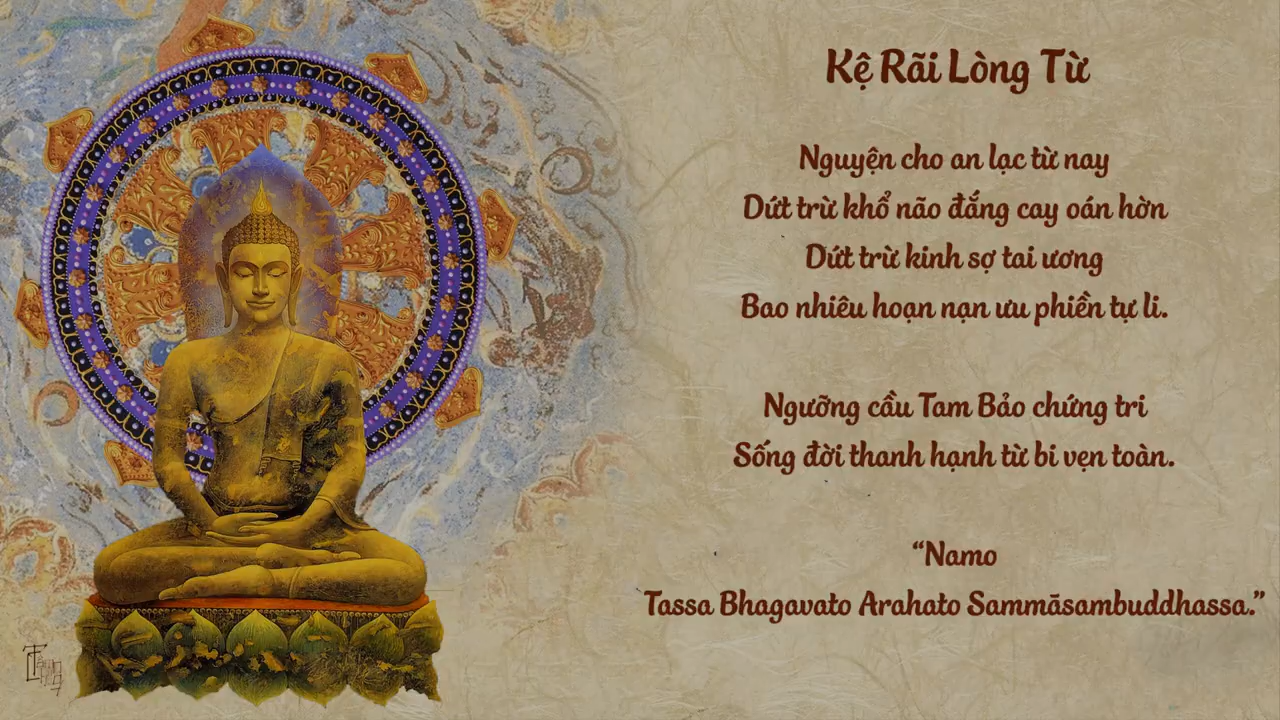 Kệ Rãi Lòng Từ
Nguyện cho an lạc từ nay
Dứt trừ khổ não đắng cay oán hờn
Dứt trừ kinh sợ tai ương
Bao nhiêu hoạn nạn ưu phiền tự li.
Ngưỡng cầu Tam Bảo chứng tri
Sống đời thanh hạnh từ bi vẹn toàn.
“Namo
Tassa Bhagavato Arahato Sammāsambuddhassa.”